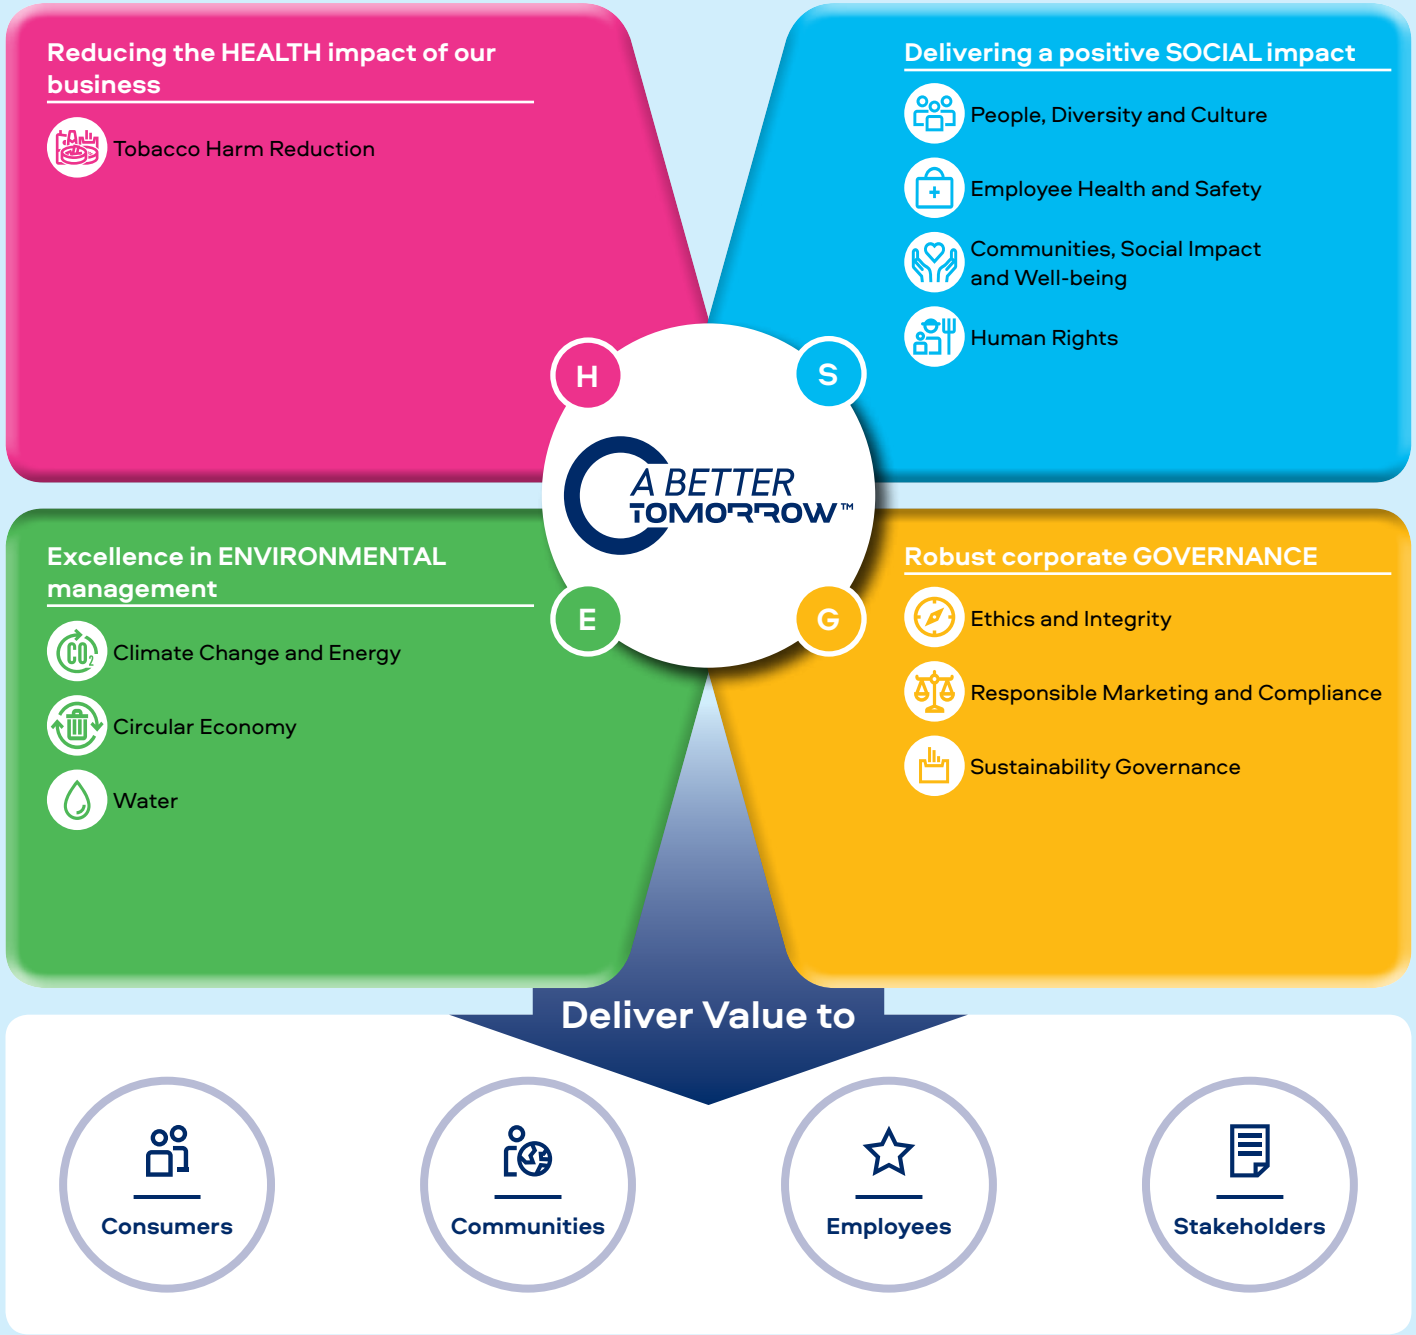 Reducing the HEALTH impact of our
business
Tobacco Harm Reduction
Delivering a positive SOCIAL impact
People, Diversity and Culture
Employee Health and Safety
Communities, Social Impact
and Well-being
Human Rights
H
S
A BETTER
TOMORROW™
E
G
Excellence in ENVIRONMENTAL
management
CO2
Climate Change and Energy
Circular Economy
Water
Robust corporate GOVERNANCE
Ethics and Integrity
Responsible Marketing and Compliance
Sustainability Governance
Deliver Value to
Consumers
Communities
Employees
Stakeholders